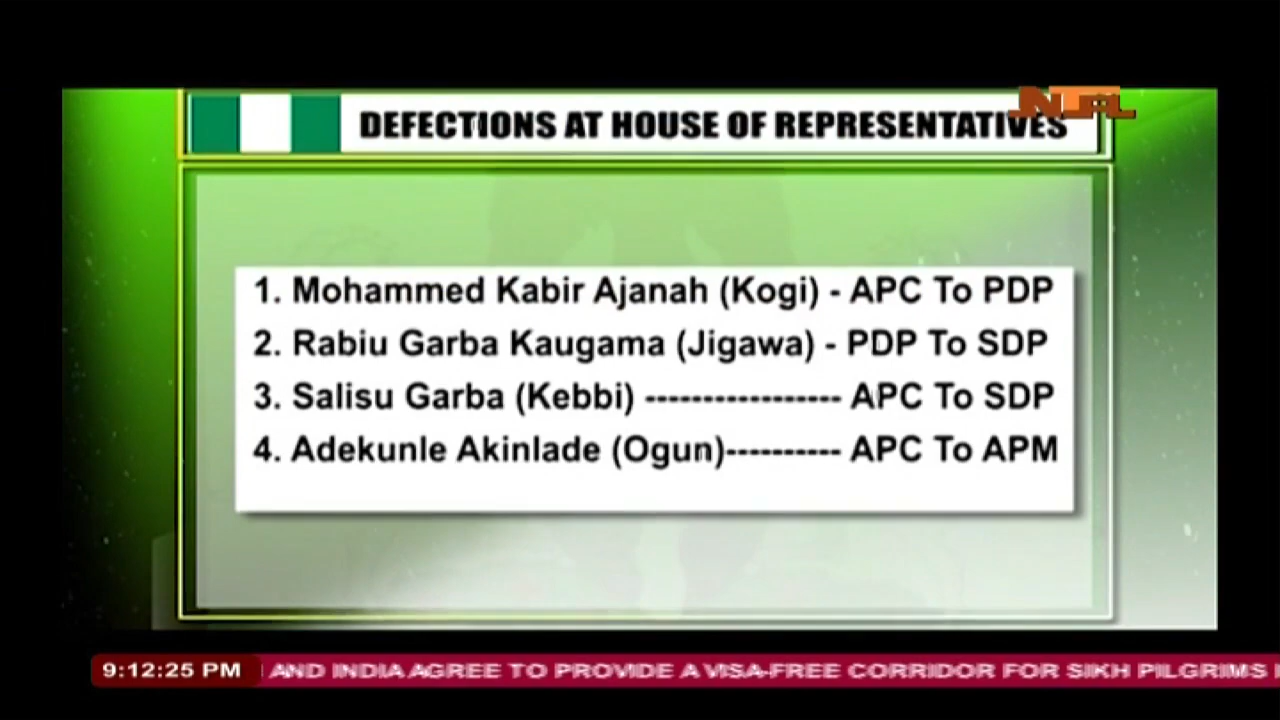 DEFECTIONS AT HOUSE OF REPRESENTATIVES
NTA
1. Mohammed Kabir Ajanah (Kogi) - APC To PDP
2. Rabiu Garba Kaugama (Jigawa) - PDP To SDP
3. Salisu Garba (Kebbi) ----------------- APC To SDP
4. Adekunle Akinlade (Ogun)---------- APC To APM
9:12:25 PM AND INDIA AGREE TO PROVIDE A VISA-FREE CORRIDOR FOR SIKH PILGRIMS